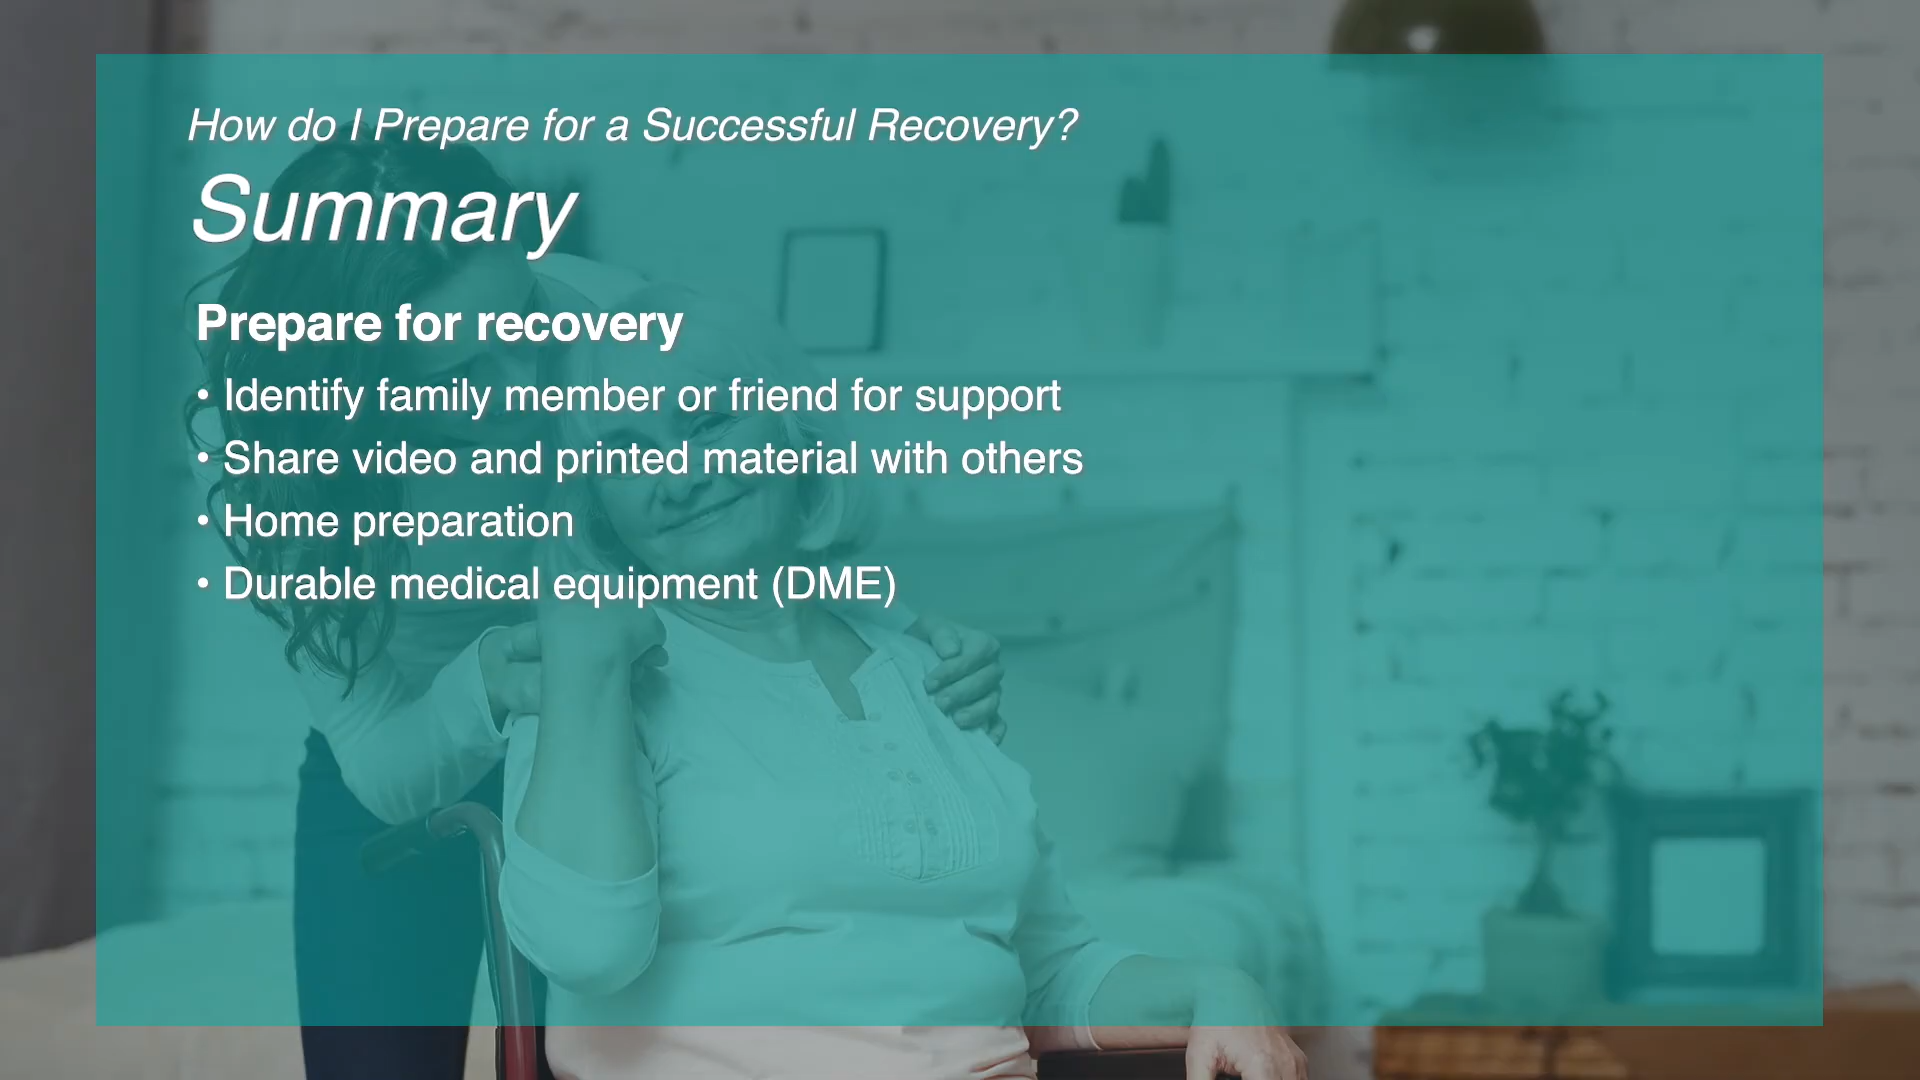 How do I Prepare for a Successful Recovery?
Summary
Prepare for recovery
• Identify family member or friend for support
• Share video and printed material with others
• Home preparation
• Durable medical equipment (DME)